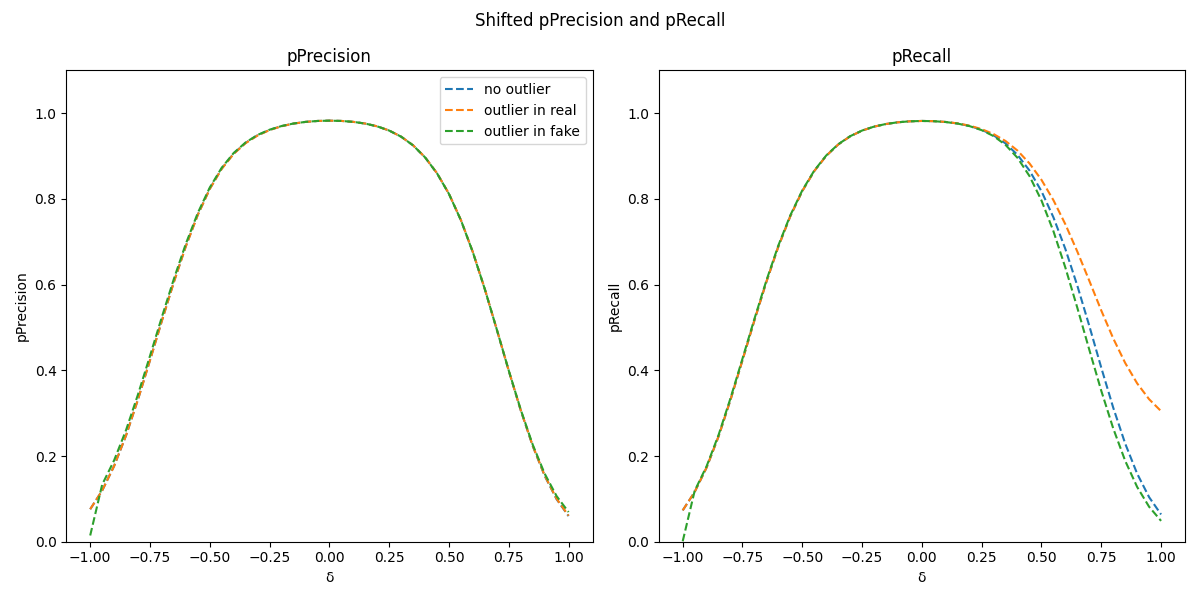 Shifted pPrecision and pRecall
pPrecision
pPrecision
1.0
0.8
0.6
0.4
0.2
0.0
−1.00 −0.75 −0.50 −0.25 0.00 0.25 0.50 0.75 1.00
δ
no outlier
outlier in real
outlier in fake
pRecall
pRecall
1.0
0.8
0.6
0.4
0.2
0.0
−1.00 −0.75 −0.50 −0.25 0.00 0.25 0.50 0.75 1.00
δ